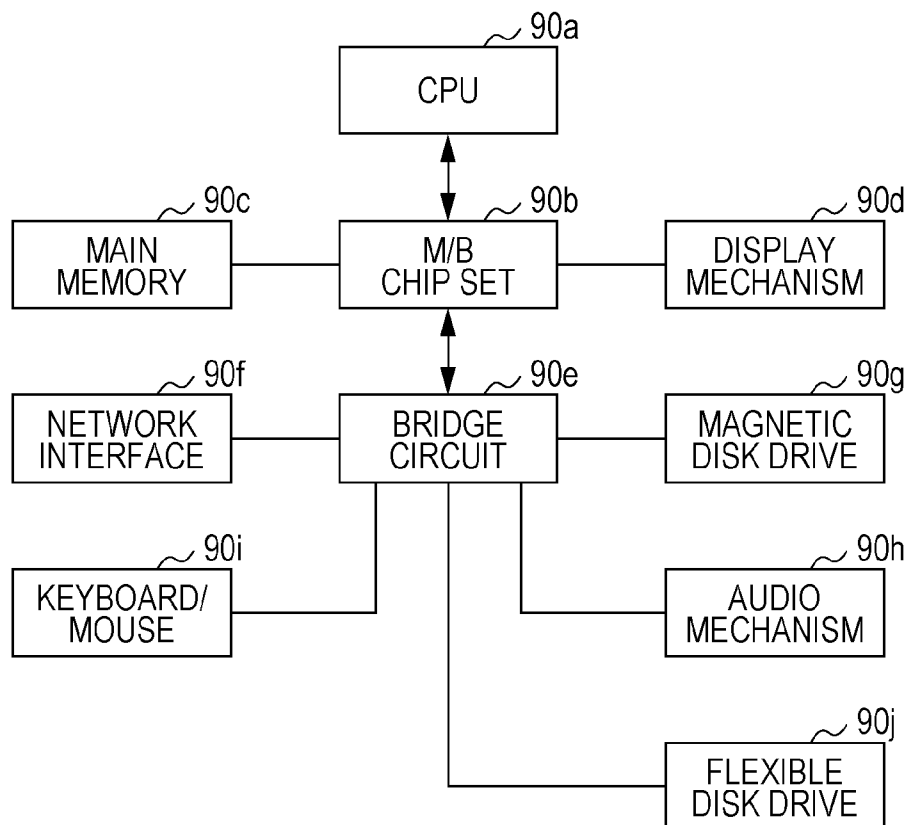 90a
CPU
90c
MAIN
MEMORY
90b
M/B
CHIP SET
90d
DISPLAY
MECHANISM
90f
NETWORK
INTERFACE
90e
BRIDGE
CIRCUIT
90g
MAGNETIC
DISK DRIVE
90i
KEYBOARD/
MOUSE
90h
AUDIO
MECHANISM
90j
FLEXIBLE
DISK DRIVE